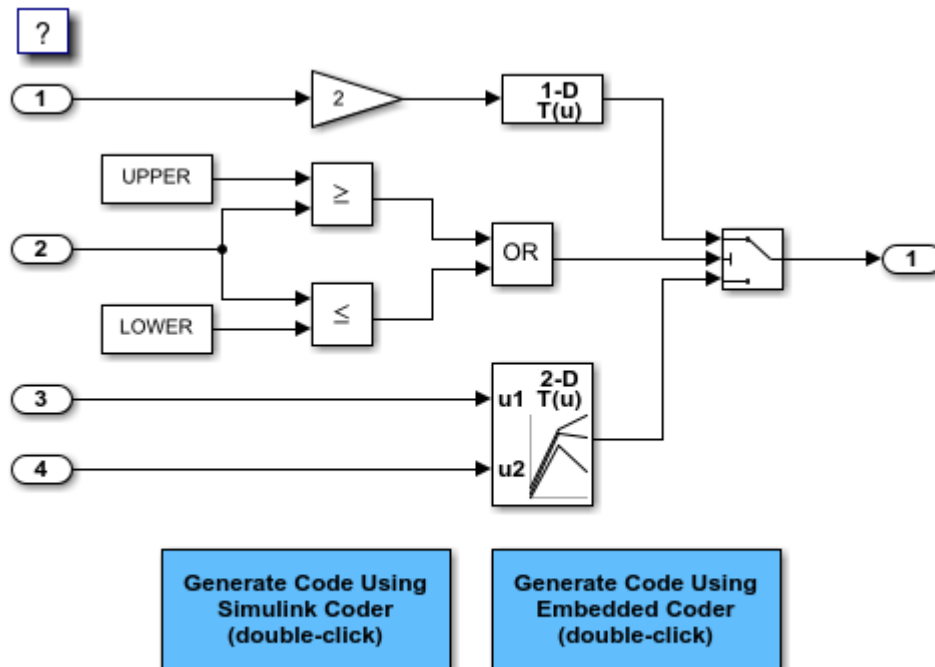 ?
1
2
1-D
T(u)
UPPER
≥
2
OR
1
LOWER
≤
3
u1
2-D
T(u)
4
u2
Generate Code Using
Simulink Coder
(double-click)
Generate Code Using
Embedded Coder
(double-click)